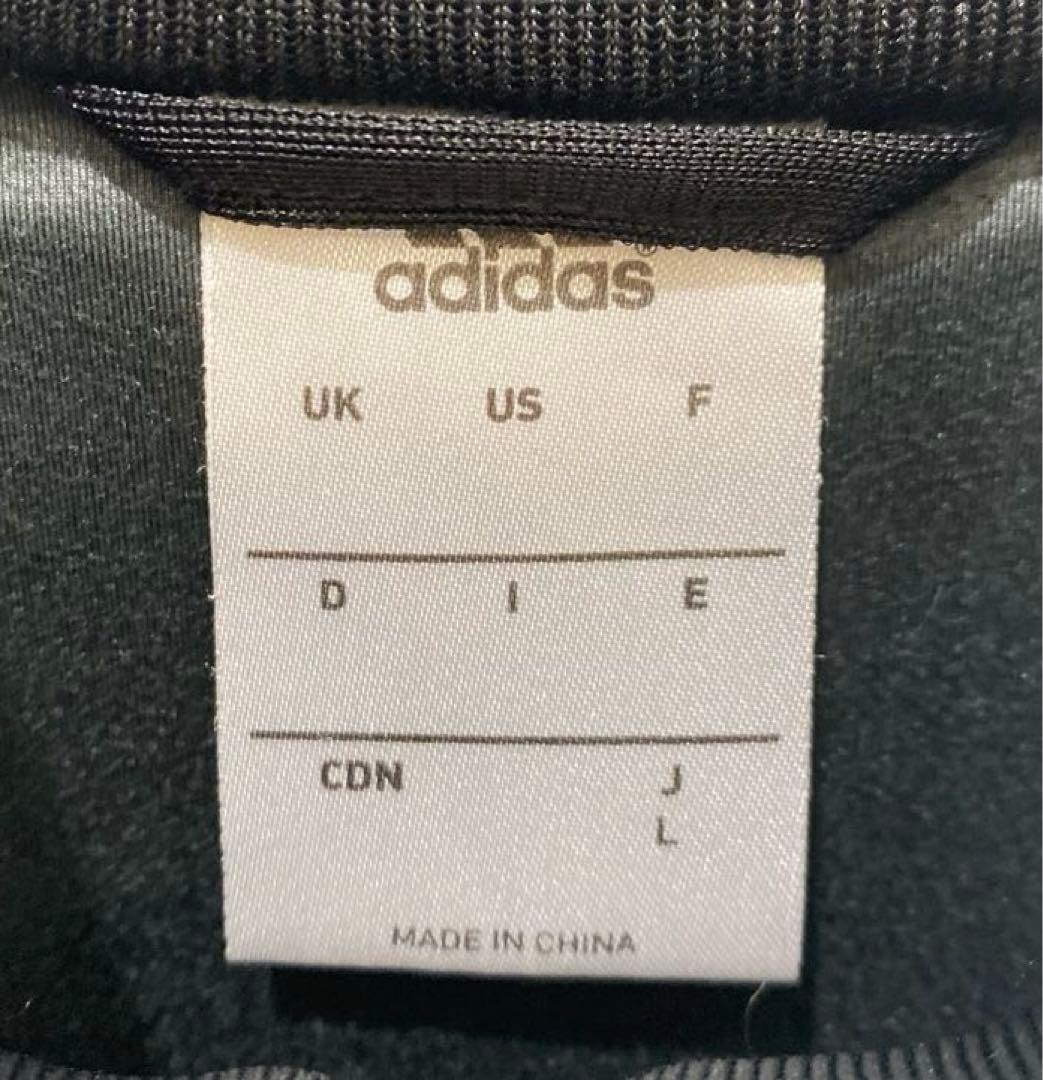 adidas®
UK US F
D I E
CDN J
L
MADE IN CHINA